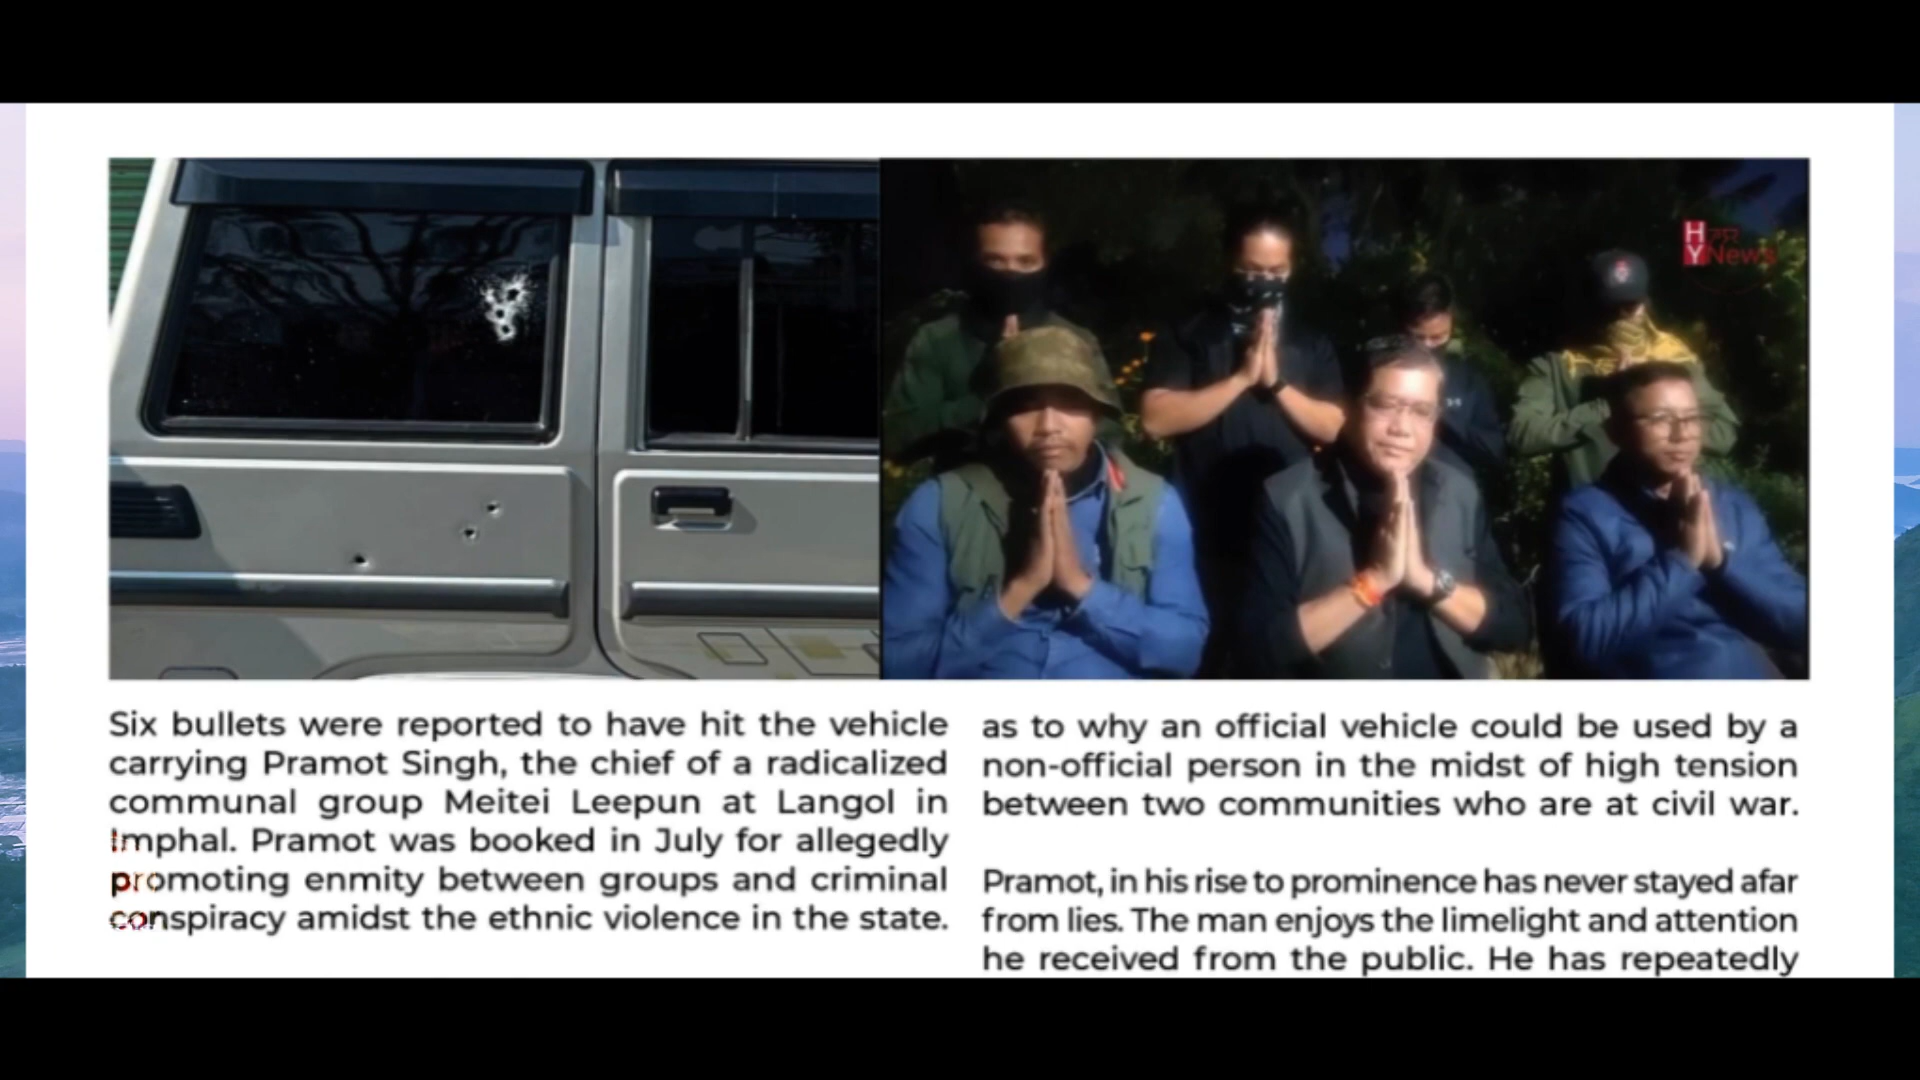 H
Y News
Six bullets were reported to have hit the vehicle
carrying Pramot Singh, the chief of a radicalized
communal group Meitei Leepun at Langol in
Imphal. Pramot was booked in July for allegedly
promoting enmity between groups and criminal
conspiracy amidst the ethnic violence in the state.
as to why an official vehicle could be used by a
non-official person in the midst of high tension
between two communities who are at civil war.
Pramot, in his rise to prominence has never stayed afar
from lies. The man enjoys the limelight and attention
he received from the public. He has repeatedly